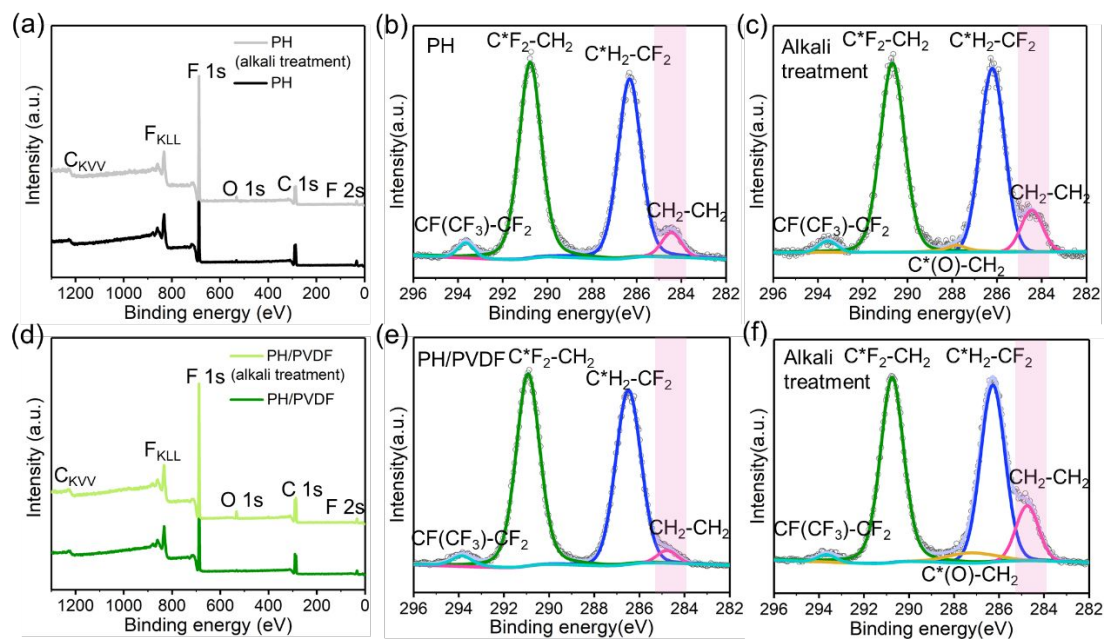 (a)
PH
(alkali treatment)
PH
F 1s
F_KLL
C_KVV
O 1s
C 1s
F 2s
Intensity (a.u.)
1200 1000 800 600 400 200 0
Binding energy (eV)
(b)
PH
C*F₂-CH₂
C*H₂-CF₂
CF(CF₃)-CF₂
CH₂-CH₂
Intensity(a.u.)
296 294 292 290 288 286 284 282
Binding energy(eV)
(c)
Alkali
treatment
C*F₂-CH₂
C*H₂-CF₂
CF(CF₃)-CF₂
CH₂-CH₂
C*(O)-CH₂
Intensity(a.u.)
296 294 292 290 288 286 284 282
Binding energy(eV)
(d)
PH/PVDF
(alkali treatment)
PH/PVDF
F 1s
F_KLL
C_KVV
O 1s
C 1s
F 2s
Intensity (a.u.)
1200 1000 800 600 400 200 0
Binding energy (eV)
(e)
PH/PVDF
C*F₂-CH₂
C*H₂-CF₂
CF(CF₃)-CF₂
CH₂-CH₂
Intensity(a.u.)
296 294 292 290 288 286 284 282
Binding energy(eV)
(f)
Alkali
treatment
C*F₂-CH₂
C*H₂-CF₂
CF(CF₃)-CF₂
CH₂-CH₂
C*(O)-CH₂
Intensity(a.u.)
296 294 292 290 288 286 284 282
Binding energy(eV)